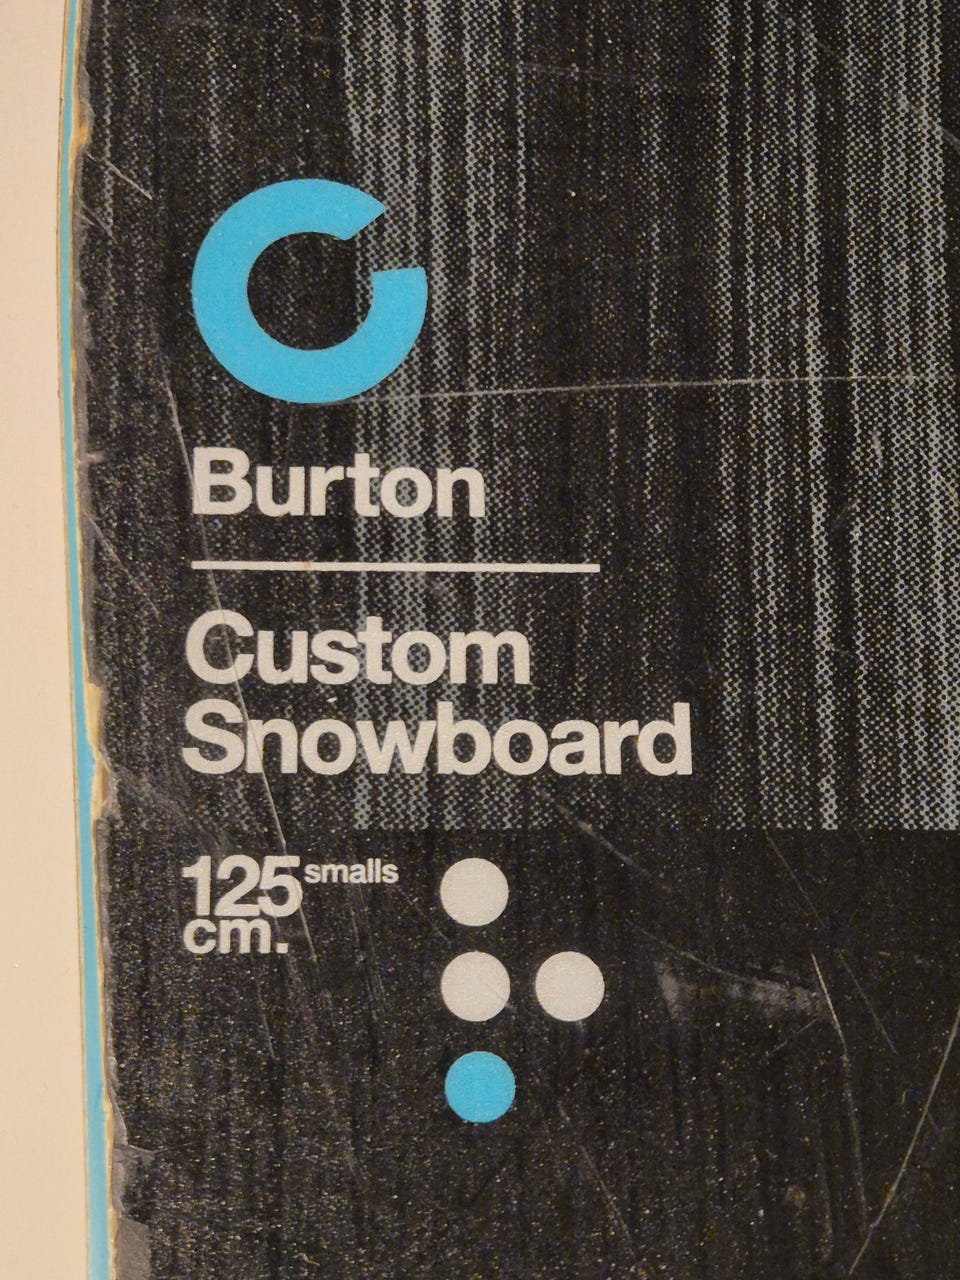 Burton
Custom
Snowboard
125 smalls
cm.